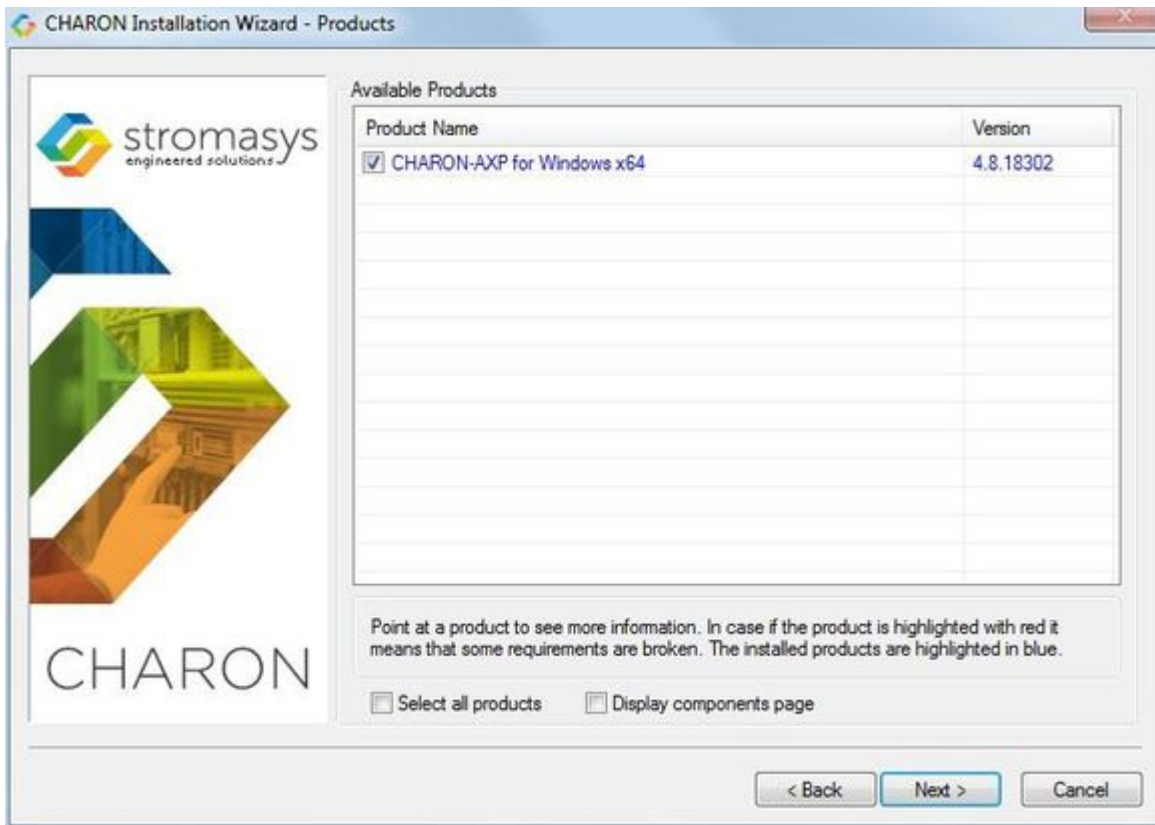 CHARON Installation Wizard - Products
stromasys
engineered solutions
CHARON
Available Products
Product Name Version
CHARON-AXP for Windows x64 4.8.18302
Point at a product to see more information. In case if the product is highlighted with red it
means that some requirements are broken. The installed products are highlighted in blue.
Select all products Display components page
< Back Next > Cancel